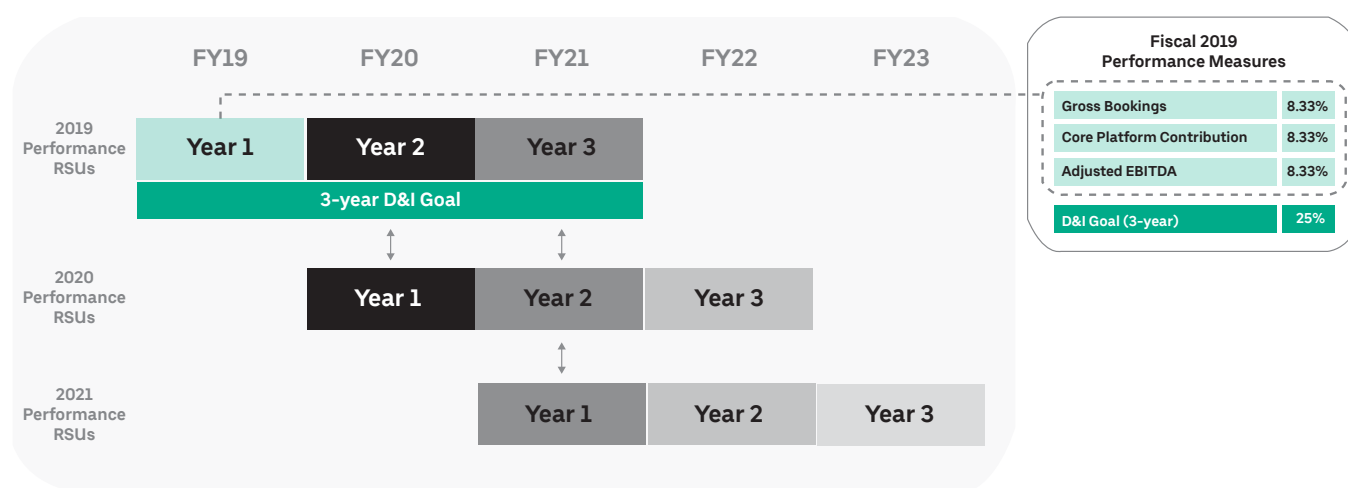 FY19
FY20
FY21
FY22
FY23
2019
Performance
RSUs
Year 1
Year 2
Year 3
3-year D&I Goal
2020
Performance
RSUs
Year 1
Year 2
Year 3
2021
Performance
RSUs
Year 1
Year 2
Year 3
Fiscal 2019
Performance Measures
Gross Bookings 8.33%
Core Platform Contribution 8.33%
Adjusted EBITDA 8.33%
D&I Goal (3-year) 25%